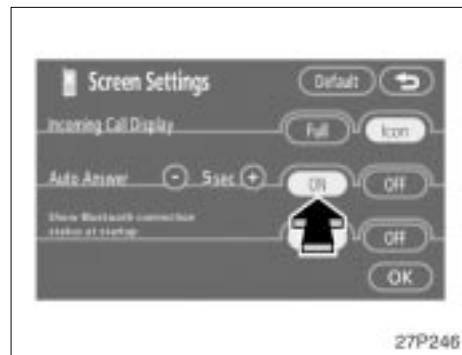 Screen Settings Default
Incoming Call Display Full Icon
Auto Answer - 5sec + ON Off
Show Bluetooth connection
status at startup Off
OK
27P246